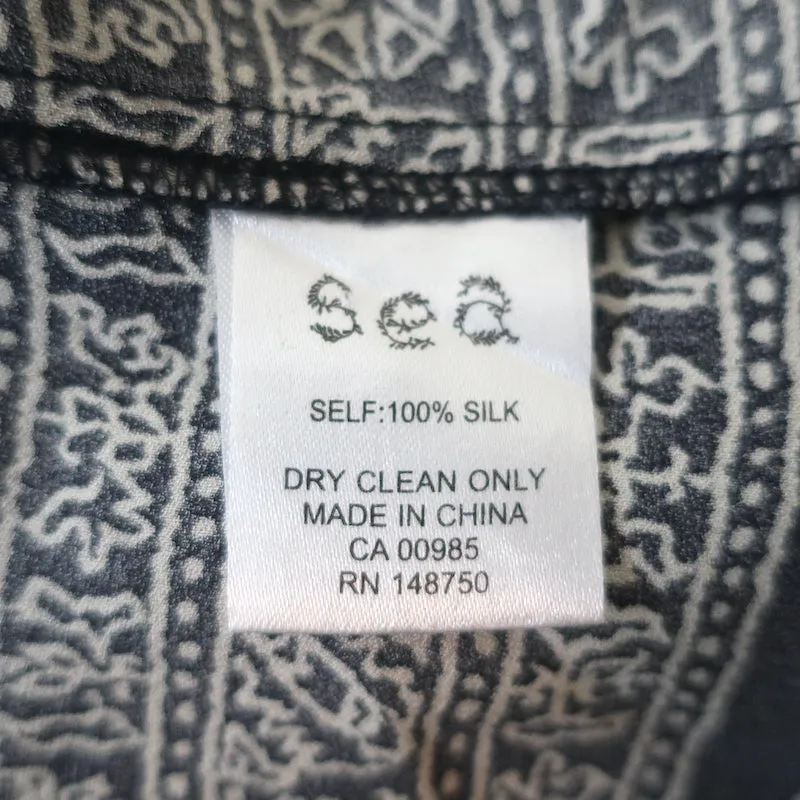 Sea
SELF:100% SILK
DRY CLEAN ONLY
MADE IN CHINA
CA 00985
RN 148750